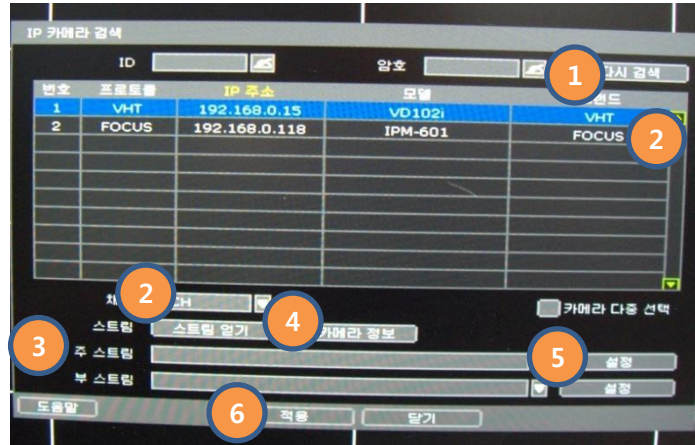 IP 카메라 검색
ID 암호 1 다시 검색
번호 프로토콜 IP 주소 모델 브랜드
1 VHT 192.168.0.15 VD102i VHT
2 FOCUS 192.168.0.118 IPM-601 FOCUS 2
2 CH 카메라 다중 선택
스트림 스트림 얻기 4 카메라 정보
3 주 스트림 5 설정
부 스트림 설정
도움말 6 적용 닫기